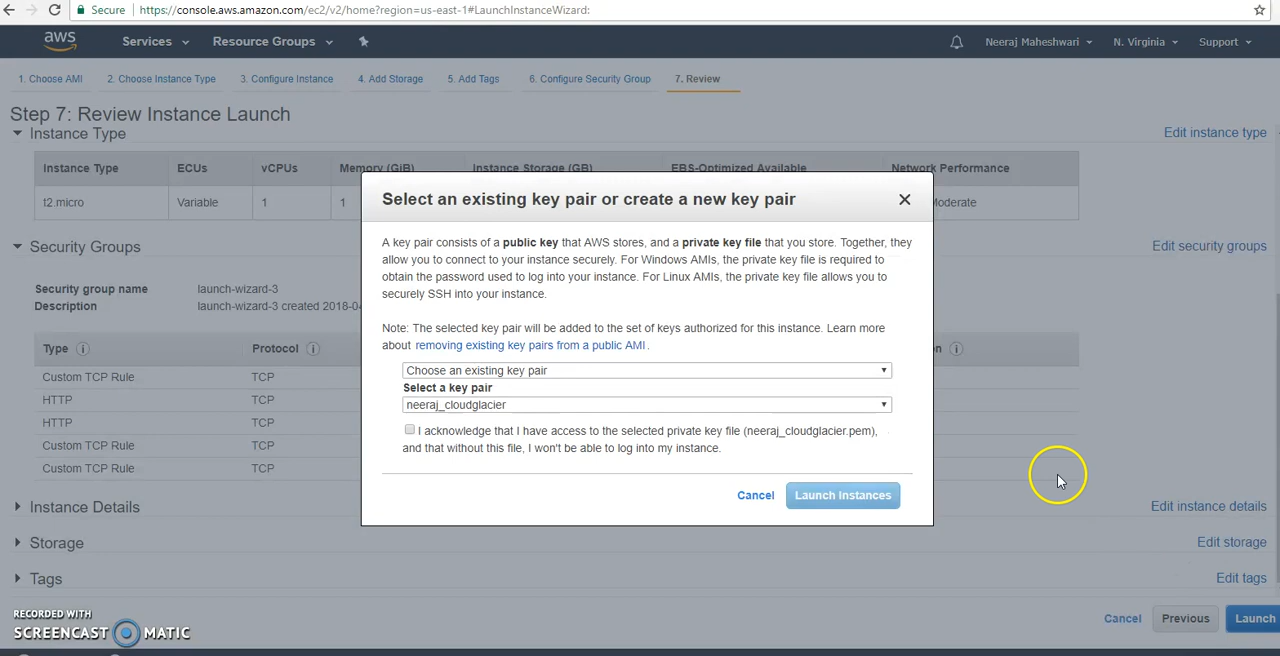 Secure https://console.aws.amazon.com/ec2/v2/home?region=us-east-1#LaunchInstanceWizard:
aws Services Resource Groups Neeraj Maheshwari N. Virginia Support
1. Choose AMI 2. Choose Instance Type 3. Configure Instance 4. Add Storage 5. Add Tags 6. Configure Security Group 7. Review
Step 7: Review Instance Launch
Instance Type Edit instance type
Instance Type ECUs vCPUs Memory (GiB) Instance Storage (GB) EBS-Optimized Available Network Performance
t2.micro Variable 1 1 Moderate
Select an existing key pair or create a new key pair
A key pair consists of a public key that AWS stores, and a private key file that you store. Together, they
allow you to connect to your instance securely. For Windows AMIs, the private key file is required to
obtain the password used to log into your instance. For Linux AMIs, the private key file allows you to
securely SSH into your instance.
Note: The selected key pair will be added to the set of keys authorized for this instance. Learn more
about removing existing key pairs from a public AMI.
Choose an existing key pair
Select a key pair
neeraj_cloudglacier
I acknowledge that I have access to the selected private key file (neeraj_cloudglacier.pem),
and that without this file, I won't be able to log into my instance.
Cancel Launch Instances
Security Groups Edit security groups
Security group name launch-wizard-3
Description launch-wizard-3 created 2018-04
Type i Protocol i i
Custom TCP Rule TCP
HTTP TCP
HTTP TCP
Custom TCP Rule TCP
Custom TCP Rule TCP
Instance Details Edit instance details
Storage Edit storage
Tags Edit tags
Cancel Previous Launch
RECORDED WITH
SCREENCAST MATIC